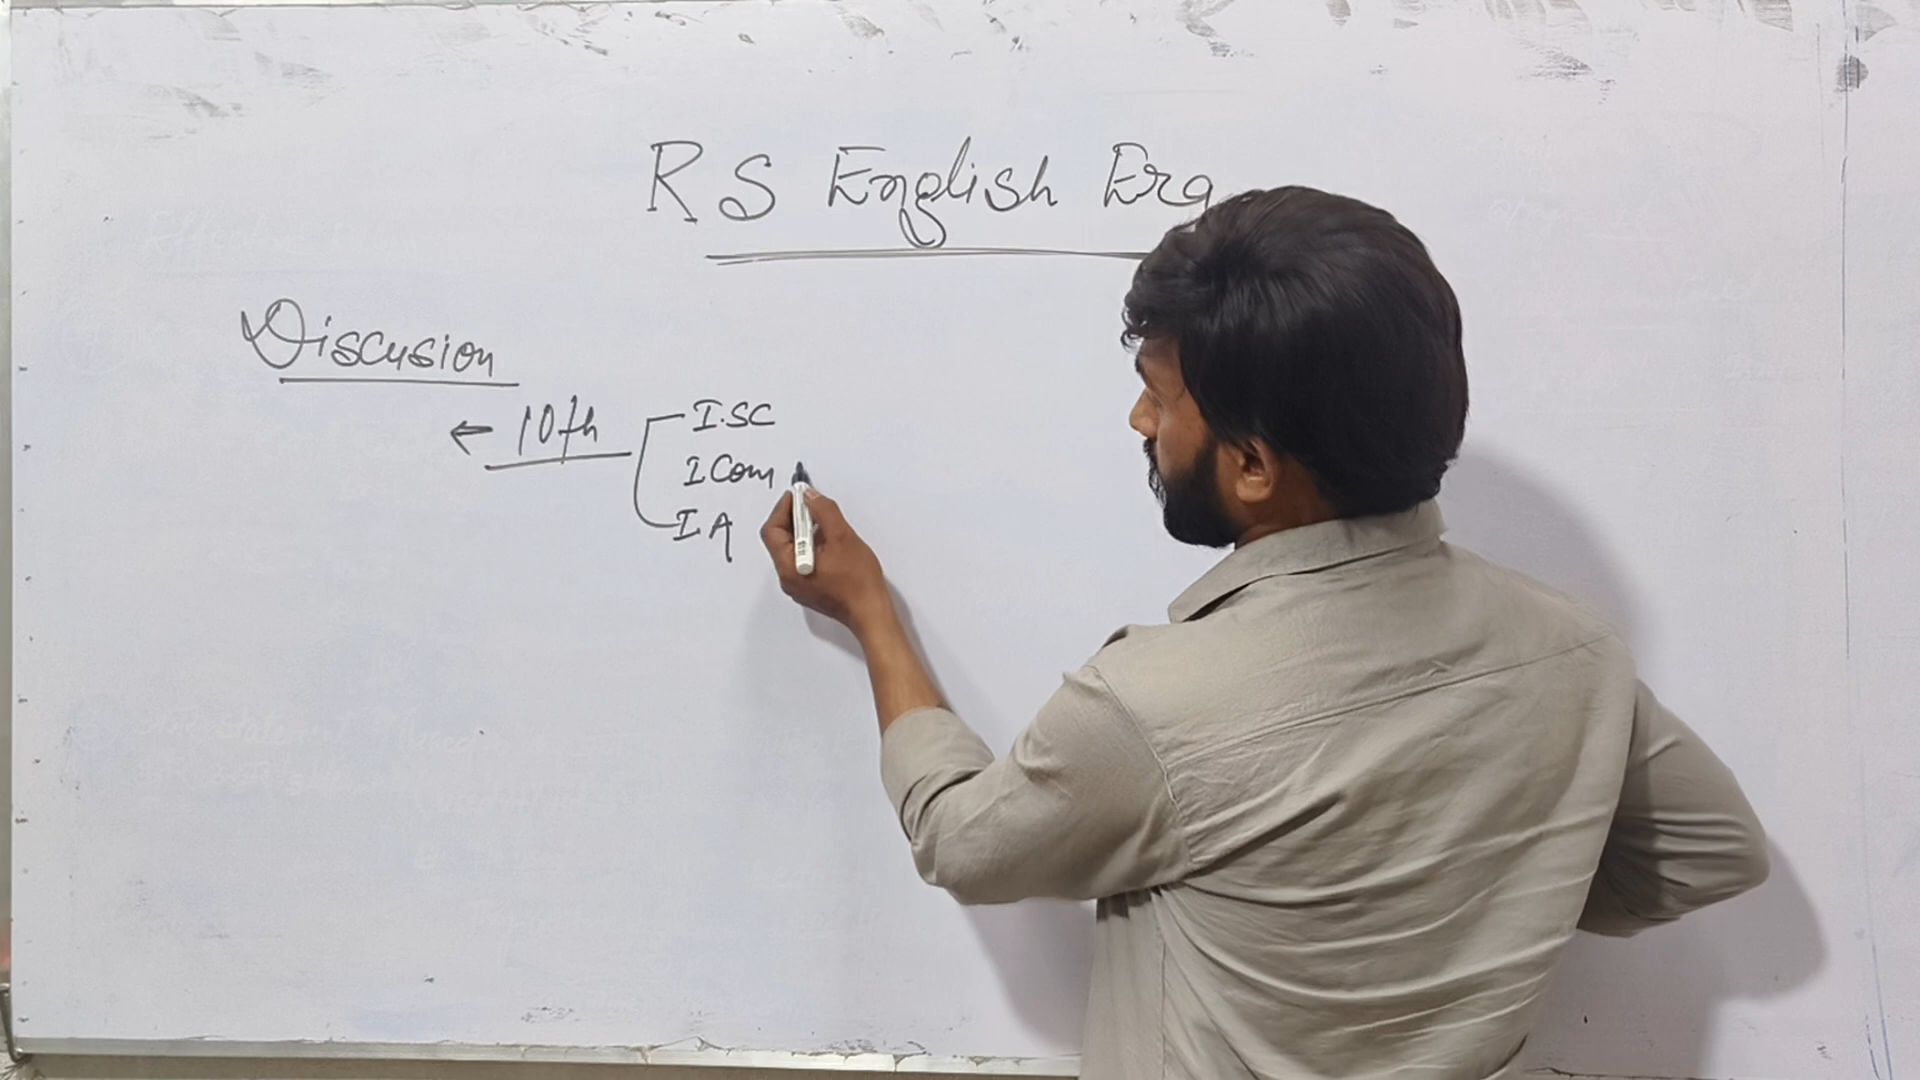 RS English Era
Discusion
← 10th
I.SC
I Com
I.A